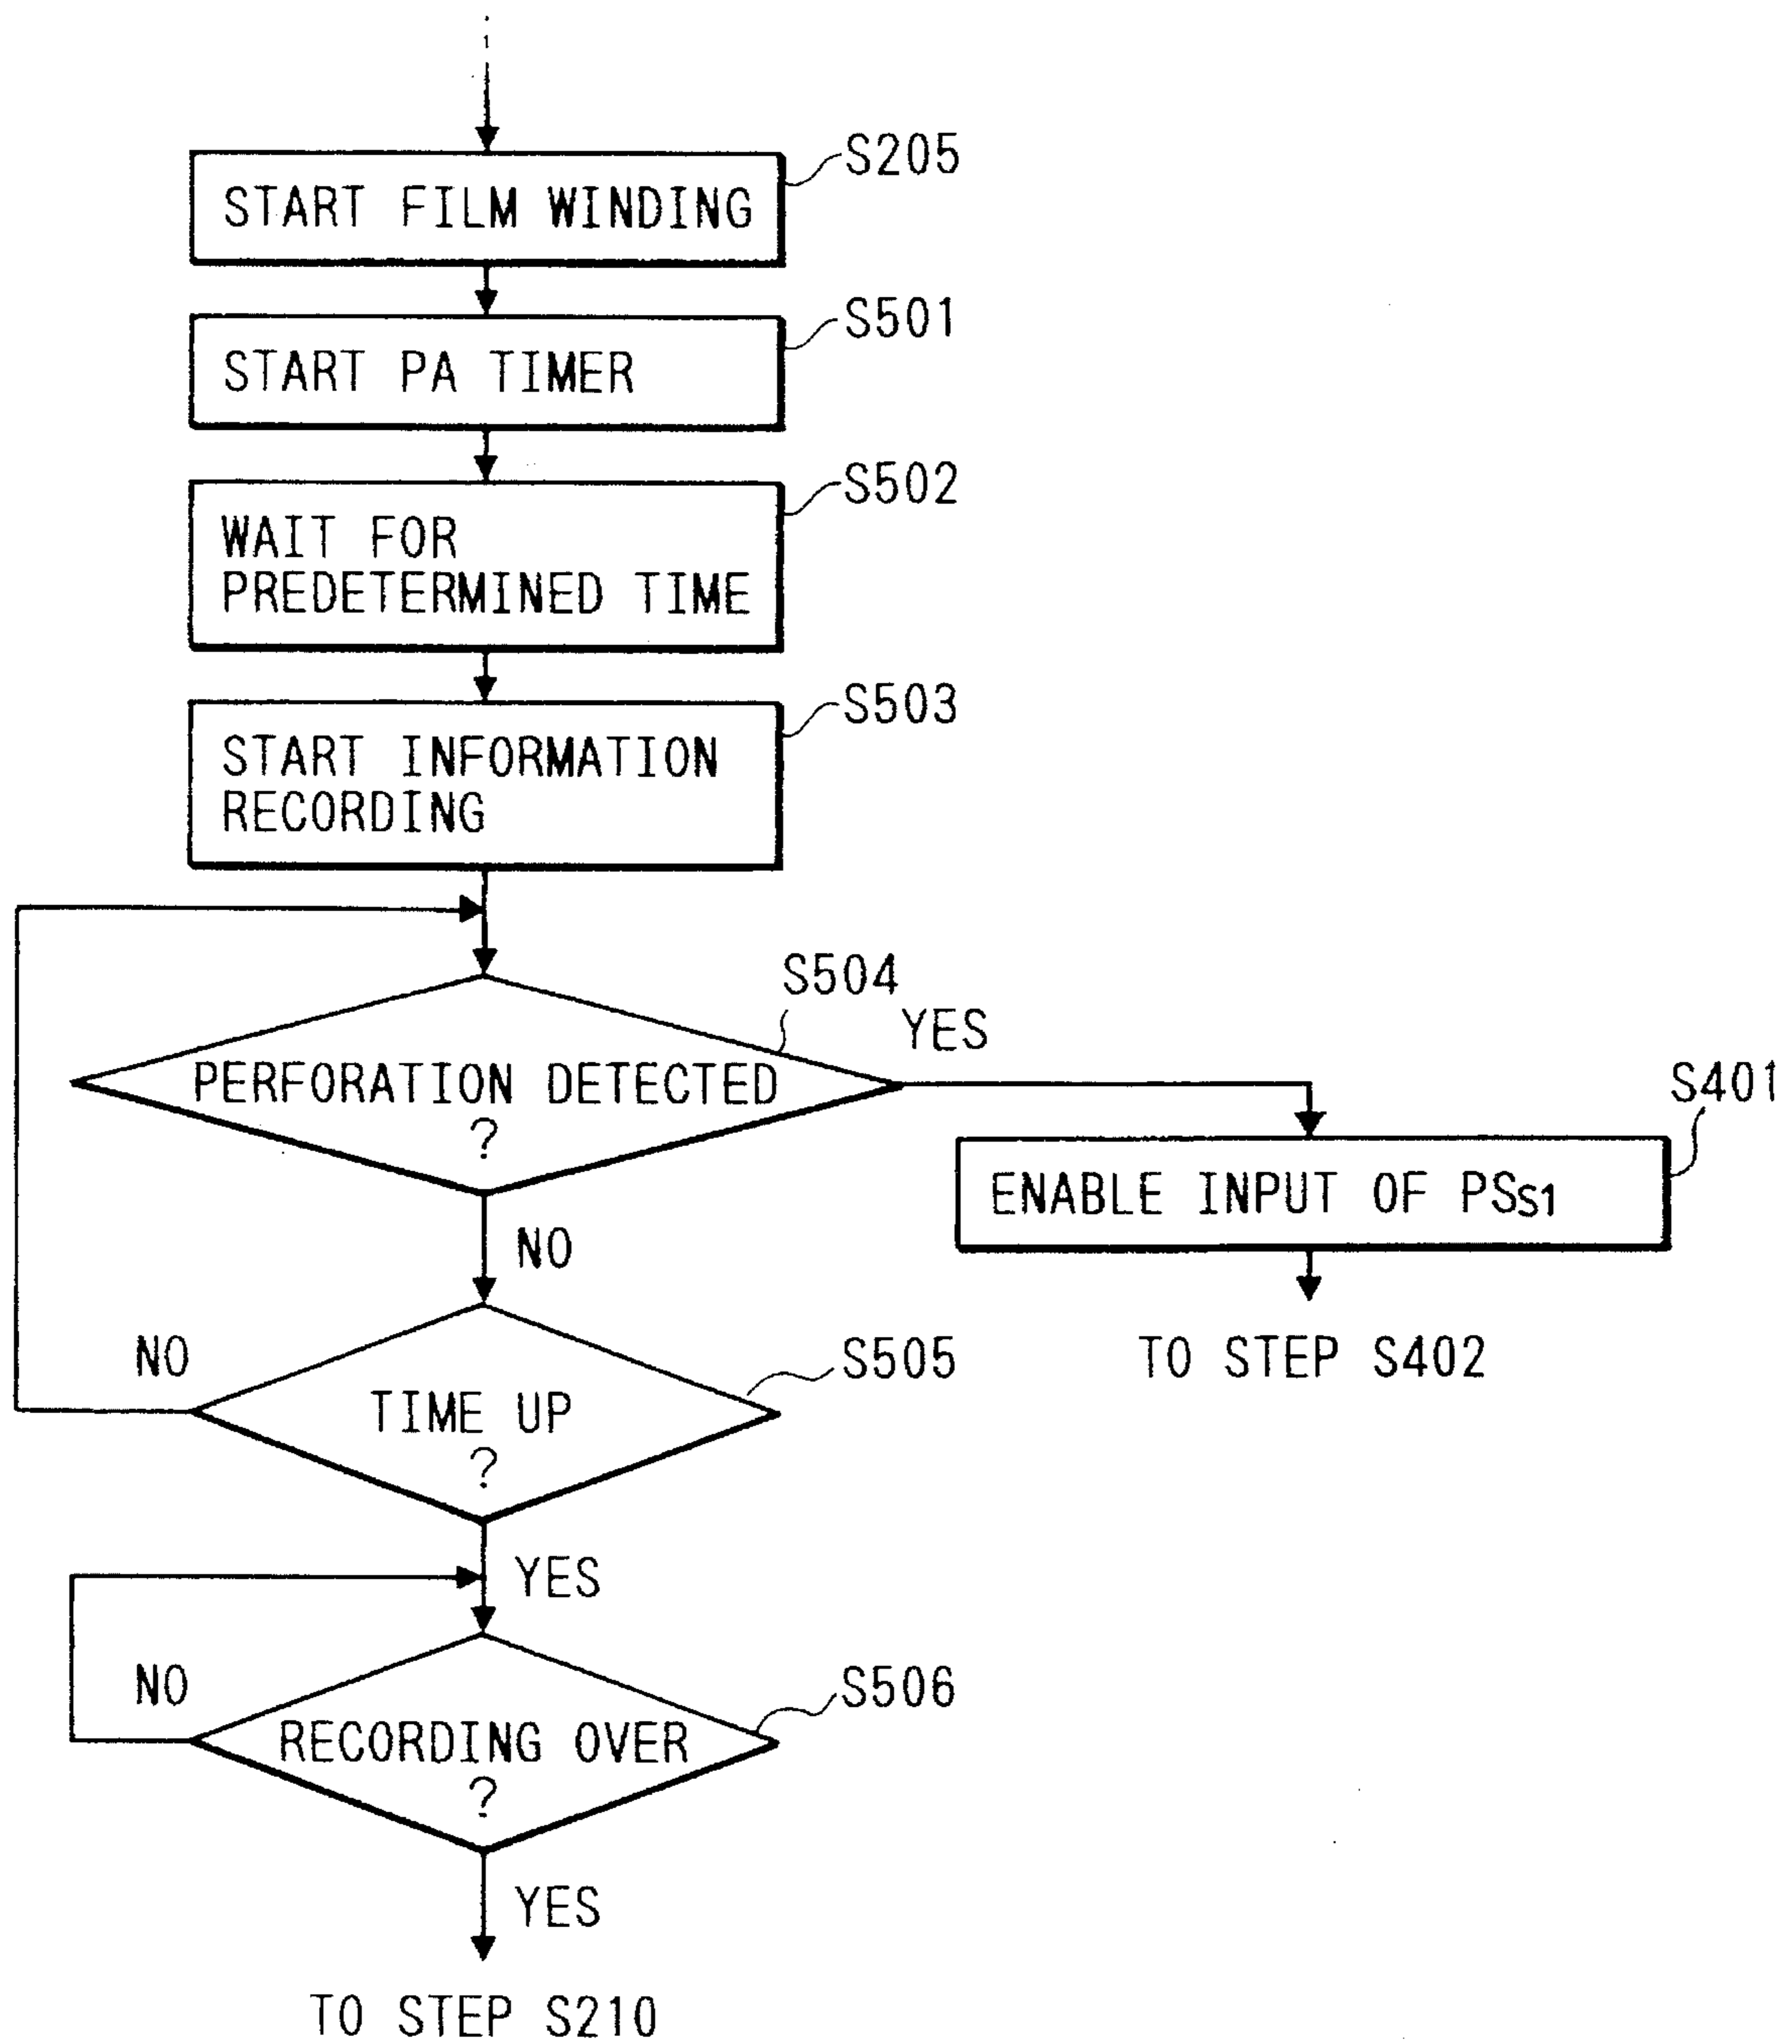 S205
START FILM WINDING
S501
START PA TIMER
S502
WAIT FOR
PREDETERMINED TIME
S503
START INFORMATION
RECORDING
S504
YES
PERFORATION DETECTED
?
S401
ENABLE INPUT OF PSS1
NO
TO STEP S402
NO
S505
TIME UP
?
YES
NO
S506
RECORDING OVER
?
YES
TO STEP S210